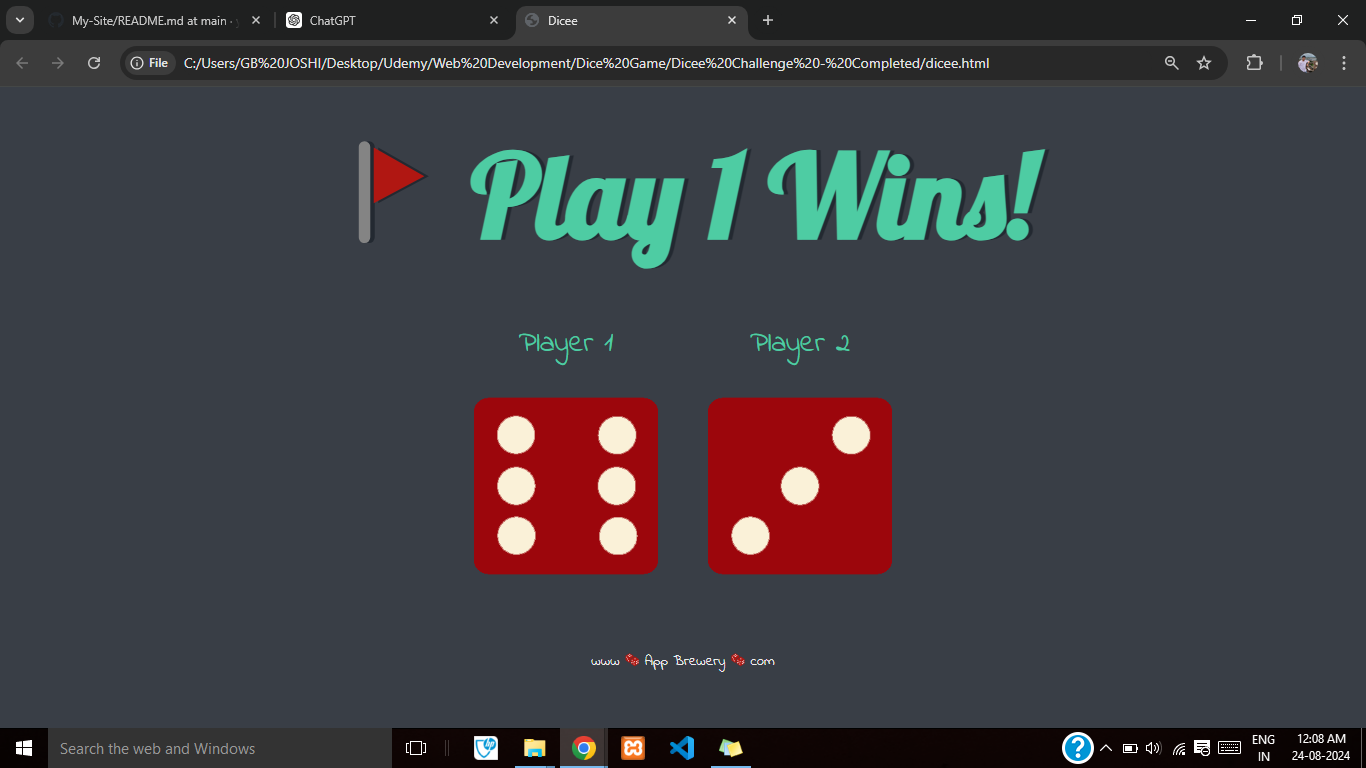 My-Site/README.md at main ·
ChatGPT
Dicee
File
C:/Users/GB%20JOSHI/Desktop/Udemy/Web%20Development/Dice%20Game/Dicee%20Challenge%20-%20Completed/dicee.html
Play 1 Wins!
Player 1 Player 2
www App Brewery com
Search the web and Windows
ENG 12:08 AM
IN 24-08-2024